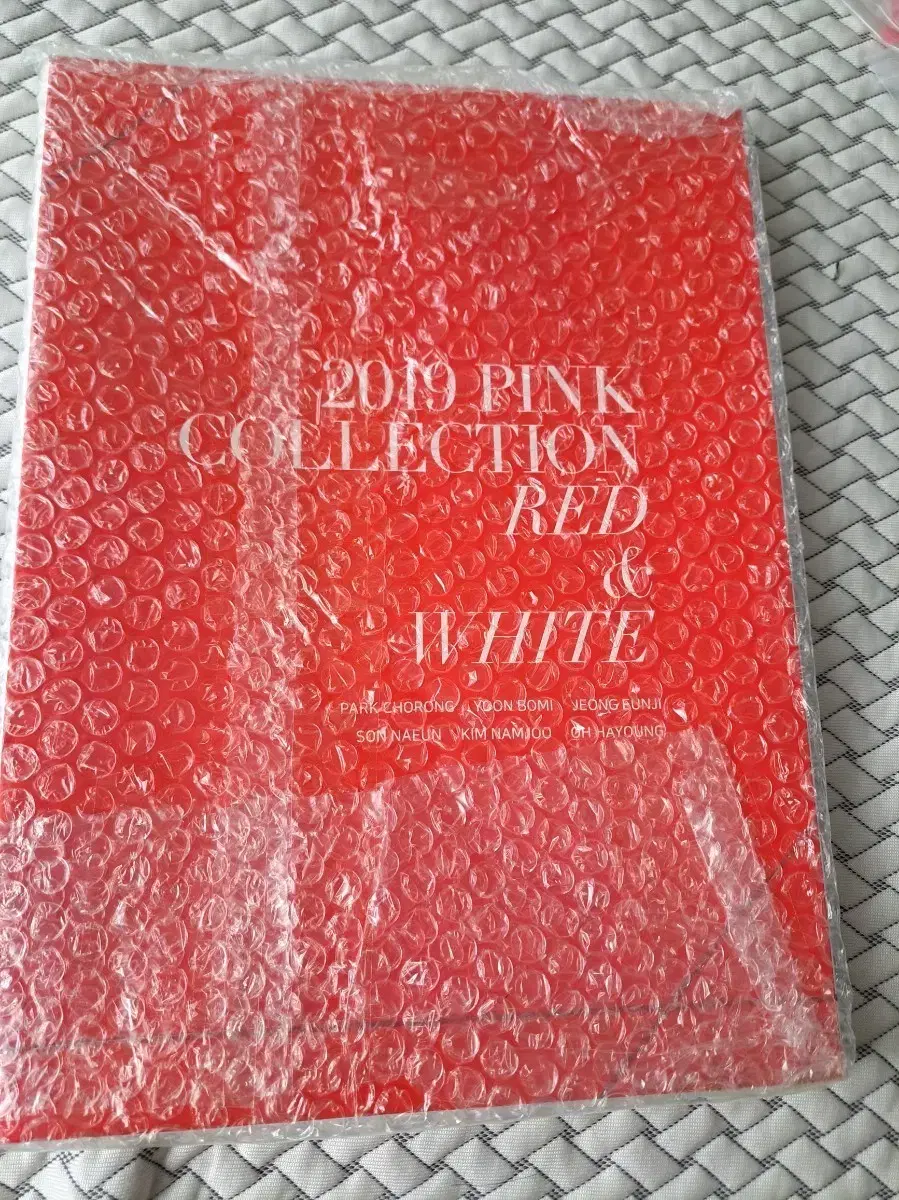 2019 PINK
COLLECTION
RED
&
WHITE
PARK CHORONG YOON BOMI JEONG EUNJI
SON NAEUN KIM NAMJOO OH HAYOUNG